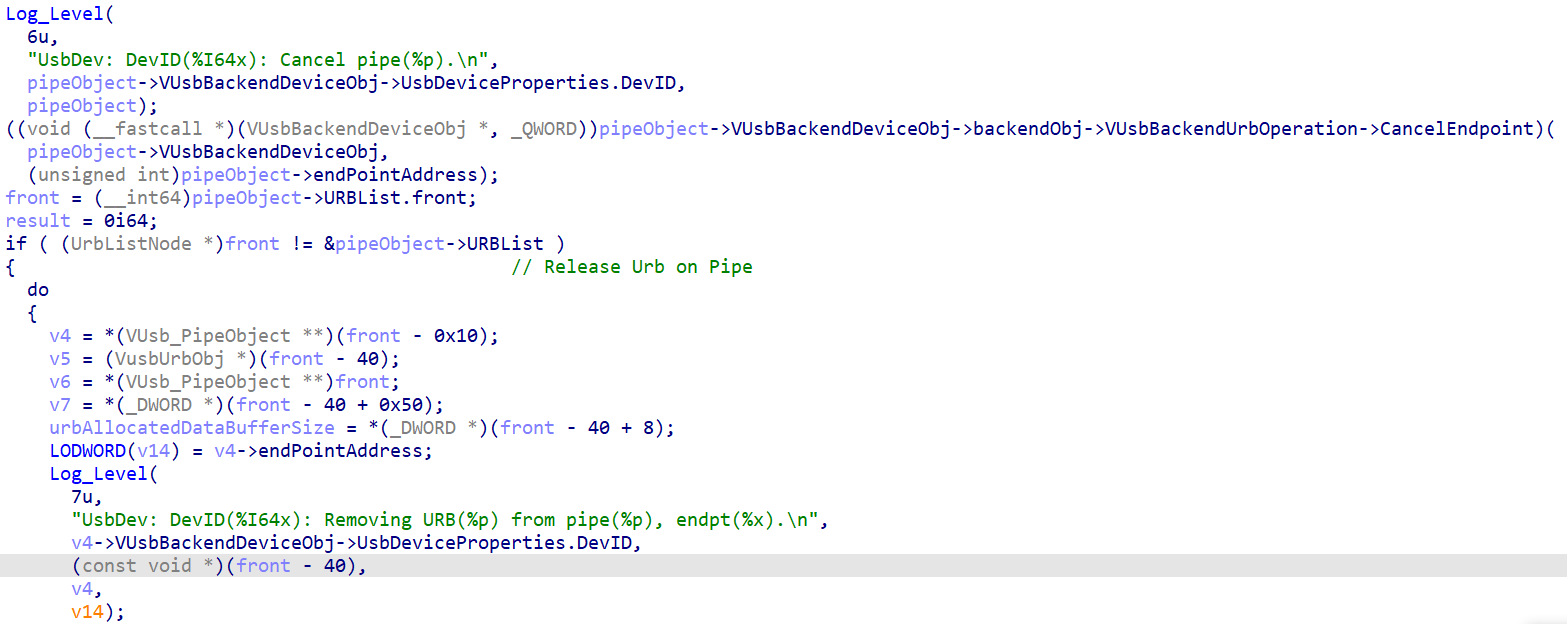 Log_Level(
6u,
"UsbDev: DevID(%I64x): Cancel pipe(%p).\n",
pipeObject->VUsbBackendDeviceObj->UsbDeviceProperties.DevID,
pipeObject);
((void (__fastcall *)(VUsbBackendDeviceObj *, _QWORD))pipeObject->VUsbBackendDeviceObj->backendObj->VUsbBackendUrbOperation->CancelEndpoint)(
pipeObject->VUsbBackendDeviceObj,
(unsigned int)pipeObject->endPointAddress);
front = (__int64)pipeObject->URBList.front;
result = 0i64;
if ( (UrbListNode *)front != &pipeObject->URBList )
{ // Release Urb on Pipe
do
{
v4 = *(VUsb_PipeObject **)(front - 0x10);
v5 = (VusbUrbObj *)(front - 40);
v6 = *(VUsb_PipeObject **)front;
v7 = *(_DWORD *)(front - 40 + 0x50);
urbAllocatedDataBufferSize = *(_DWORD *)(front - 40 + 8);
LODWORD(v14) = v4->endPointAddress;
Log_Level(
7u,
"UsbDev: DevID(%I64x): Removing URB(%p) from pipe(%p), endpt(%x).\n",
v4->VUsbBackendDeviceObj->UsbDeviceProperties.DevID,
(const void *)(front - 40),
v4,
v14);